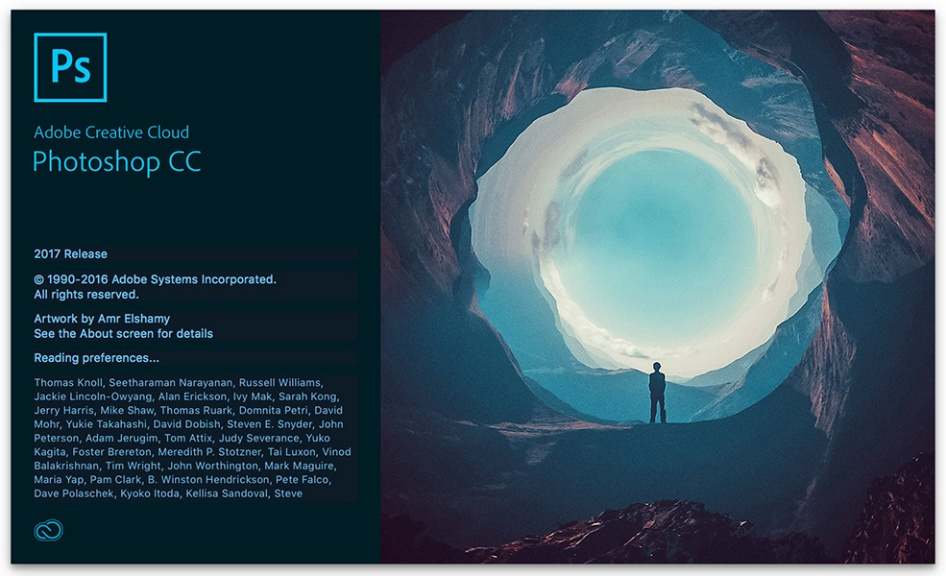 Ps
Adobe Creative Cloud
Photoshop CC
2017 Release
© 1990-2016 Adobe Systems Incorporated.
All rights reserved.
Artwork by Amr Elshamy
See the About screen for details
Reading preferences...
Thomas Knoll, Seetharaman Narayanan, Russell Williams,
Jackie Lincoln-Owyang, Alan Erickson, Ivy Mak, Sarah Kong,
Jerry Harris, Mike Shaw, Thomas Ruark, Domnita Petri, David
Mohr, Yukie Takahashi, David Dobish, Steven E. Snyder, John
Peterson, Adam Jerugim, Tom Attix, Judy Severance, Yuko
Kagita, Foster Brereton, Meredith P. Stotzner, Tai Luxon, Vinod
Balakrishnan, Tim Wright, John Worthington, Mark Maguire,
Maria Yap, Pam Clark, B. Winston Hendrickson, Pete Falco,
Dave Polaschek, Kyoko Itoda, Kellisa Sandoval, Steve